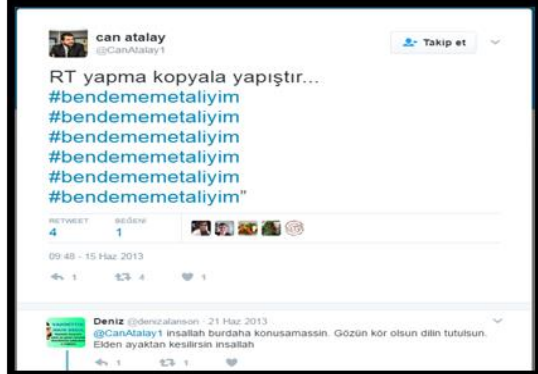 can atalay
@CanAtalay1
Takip et
RT yapma kopyala yapıştır...
#bendememetaliyim
#bendememetaliyim
#bendememetaliyim
#bendememetaliyim
#bendememetaliyim
#bendememetaliyim"
RETWEET BEĞENİ
4 1
09:48 - 15 Haz 2013
1 4 1
Deniz @denizalanson · 21 Haz 2013
@CanAtalay1 insallah burdaha konusamassin. Gözün kör olsun dilin tutulsun.
Elden ayaktan kesilirsin insallah
1 1